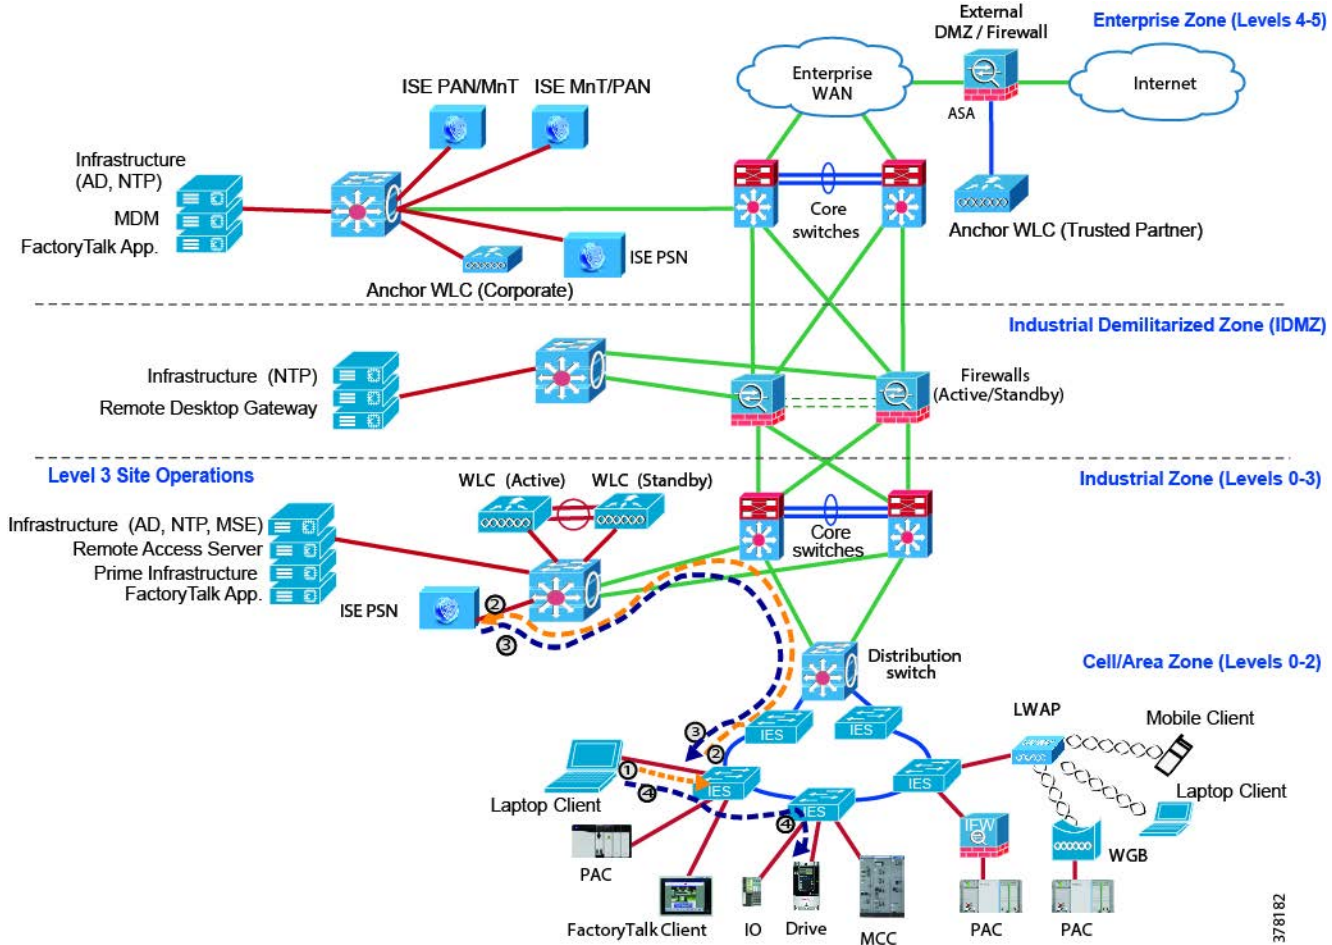 External
DMZ / Firewall
Enterprise Zone (Levels 4-5)
Enterprise
WAN
Internet
ASA
ISE PAN/MnT
ISE MnT/PAN
Infrastructure
(AD, NTP)
MDM
FactoryTalk App.
Core
switches
Anchor WLC (Trusted Partner)
ISE PSN
Anchor WLC (Corporate)
Industrial Demilitarized Zone (IDMZ)
Infrastructure (NTP)
Remote Desktop Gateway
Firewalls
(Active/Standby)
Level 3 Site Operations
Industrial Zone (Levels 0-3)
WLC (Active)
WLC (Standby)
Infrastructure (AD, NTP, MSE)
Remote Access Server
Prime Infrastructure
FactoryTalk App.
Core
switches
ISE PSN
2
3
Distribution
switch
Cell/Area Zone (Levels 0-2)
LWAP
Mobile Client
IES
IES
3
2
1
4
Laptop Client
IES
IES
4
IES
Laptop Client
IFW
WGB
PAC
FactoryTalk Client
IO
Drive
MCC
PAC
PAC
378182